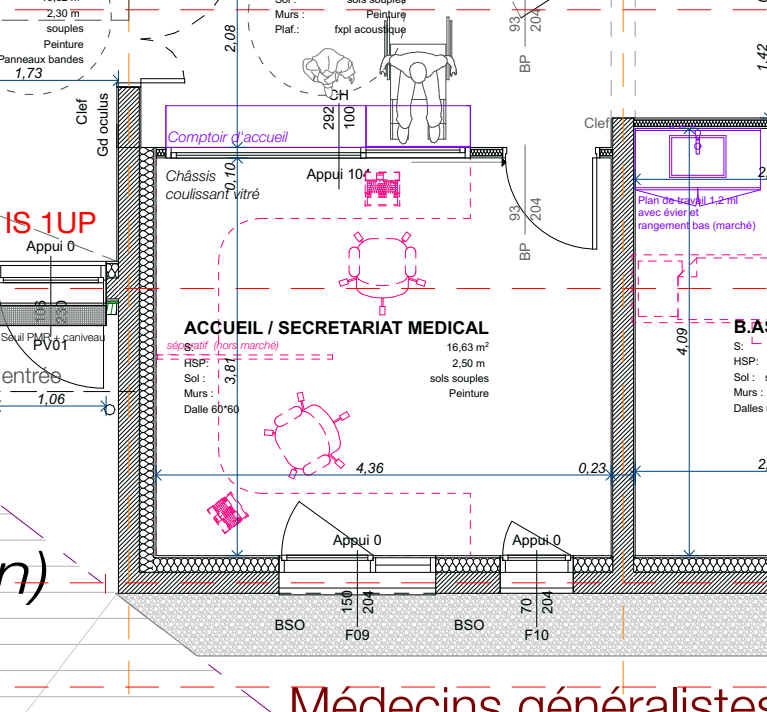 2,30 m
souples
Peinture
Panneaux bandes
1,73
Clef
Gd oculus
sols souples
Murs : Peinture
Plaf.: fxpl acoustique
2,08
CH
292
100
93
204
BP
1,42
Comptoir d'accueil
Clef
Châssis
coulissant vitré
0,10
Appui 104
93
204
BP
Plan de travail 1,2 ml
avec évier et
rangement bas (marché)
IS 1UP
Appui 0
106
230
Seuil PMR + caniveau
PV01
entrée
1,06
ACCUEIL / SECRETARIAT MEDICAL
séparatif (hors marché)
S: 16,63 m²
HSP: 2,50 m
Sol : sols souples
Murs : Peinture
Dalle 60*60
3,81
4,09
B.AS
S:
HSP:
Sol : s
Murs :
Dalles
4,36
0,23
Appui 0
Appui 0
150
204
70
204
BSO
F09
BSO
F10
n)
Médecins généralistes